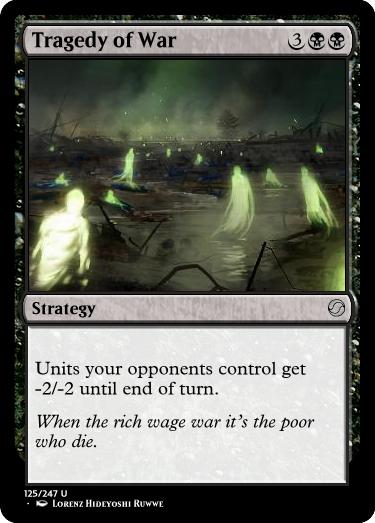 Tragedy of War 3
Strategy
Units your opponents control get
-2/-2 until end of turn.
When the rich wage war it's the poor
who die.
125/247 U
· Lorenz Hideyoshi Ruwwe